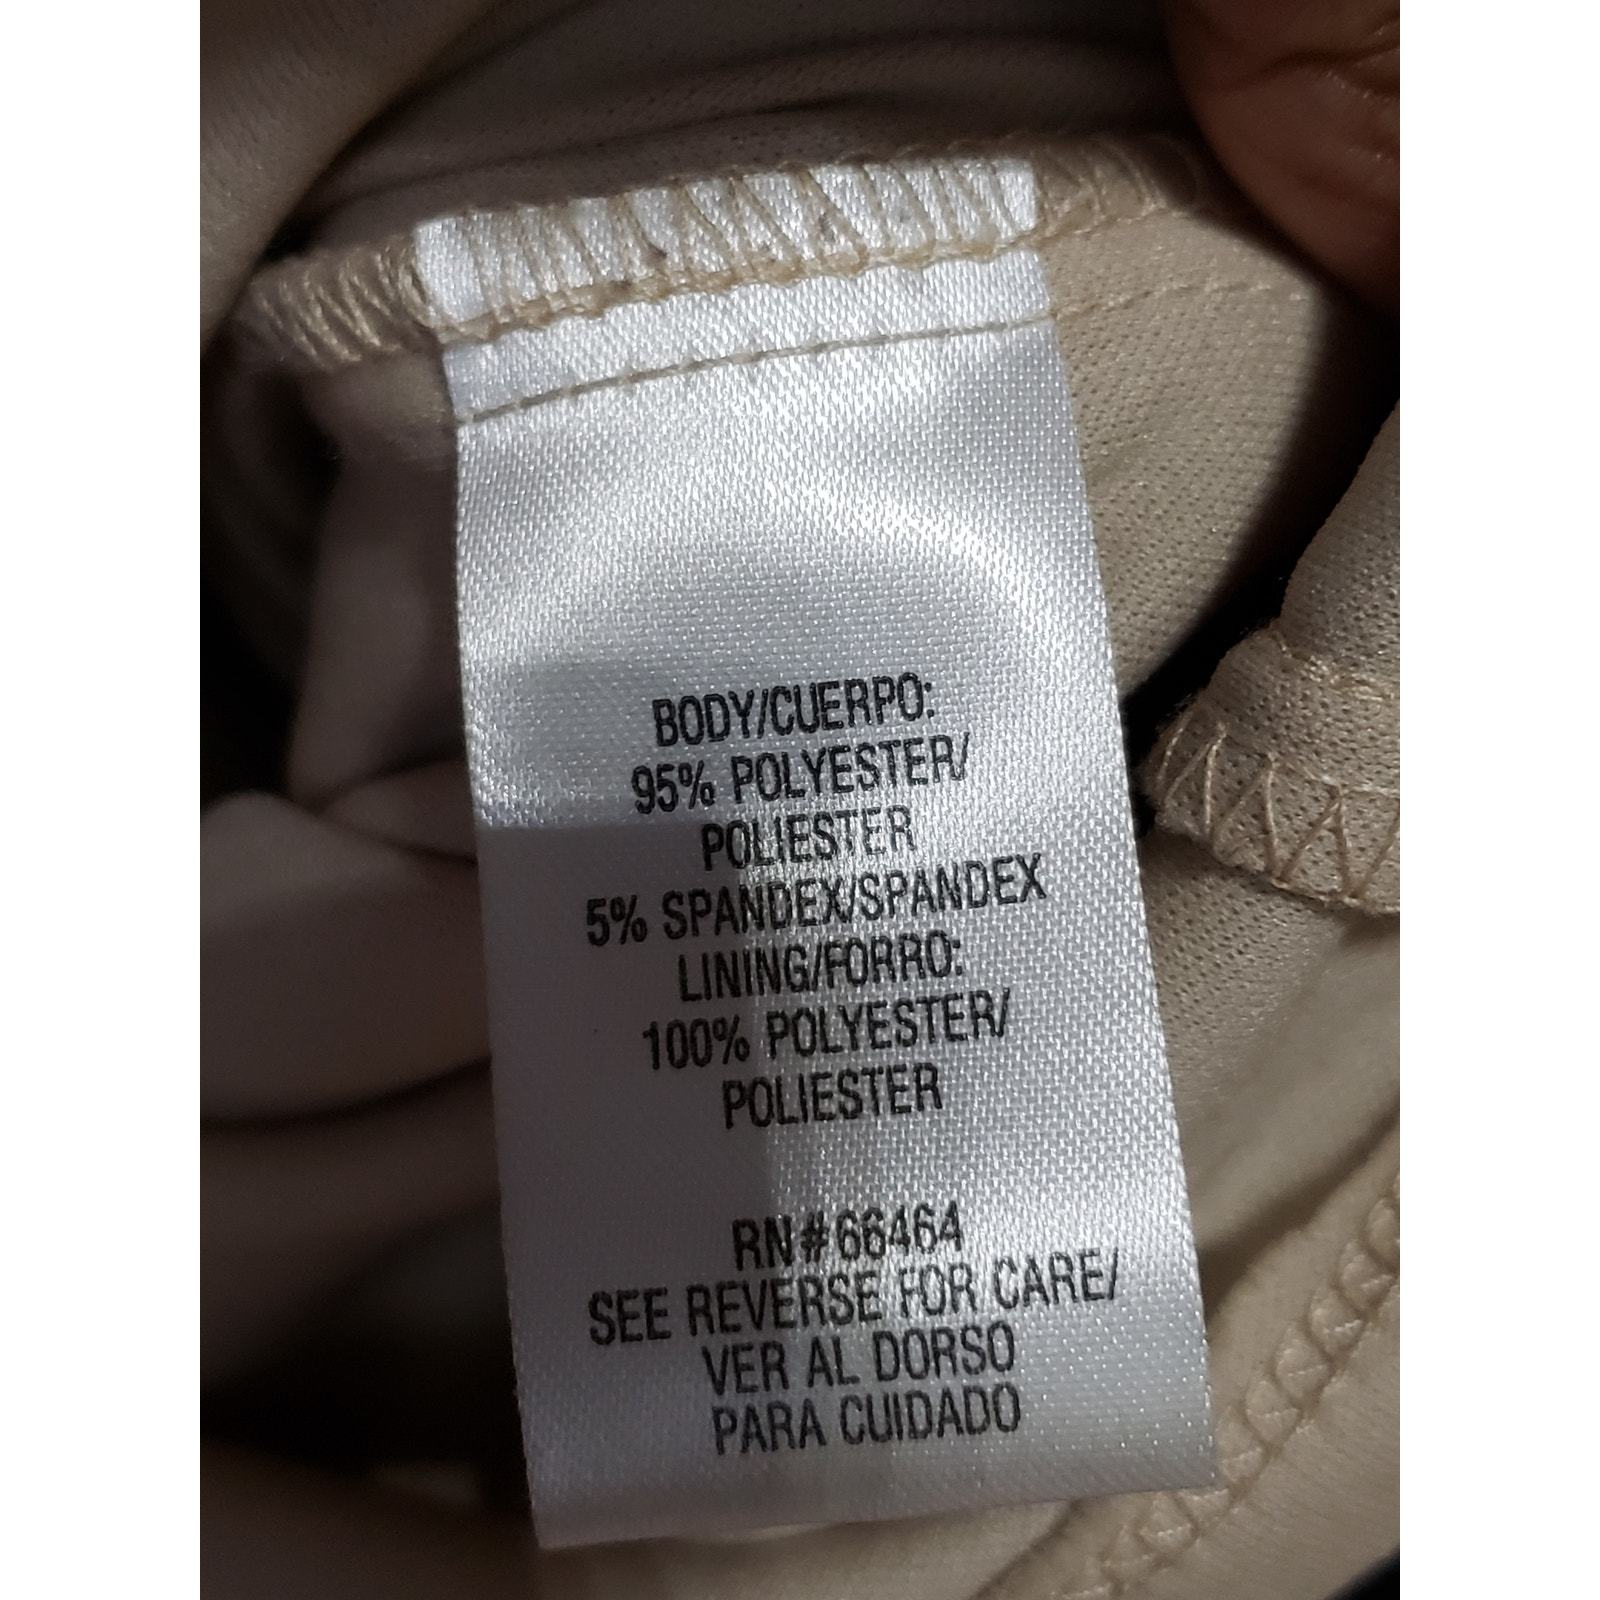 BODY/CUERPO:
95% POLYESTER/
POLIESTER
5% SPANDEX/SPANDEX
LINING/FORRO:
100% POLYESTER/
POLIESTER
RN#66464
SEE REVERSE FOR CARE/
VER AL DORSO
PARA CUIDADO